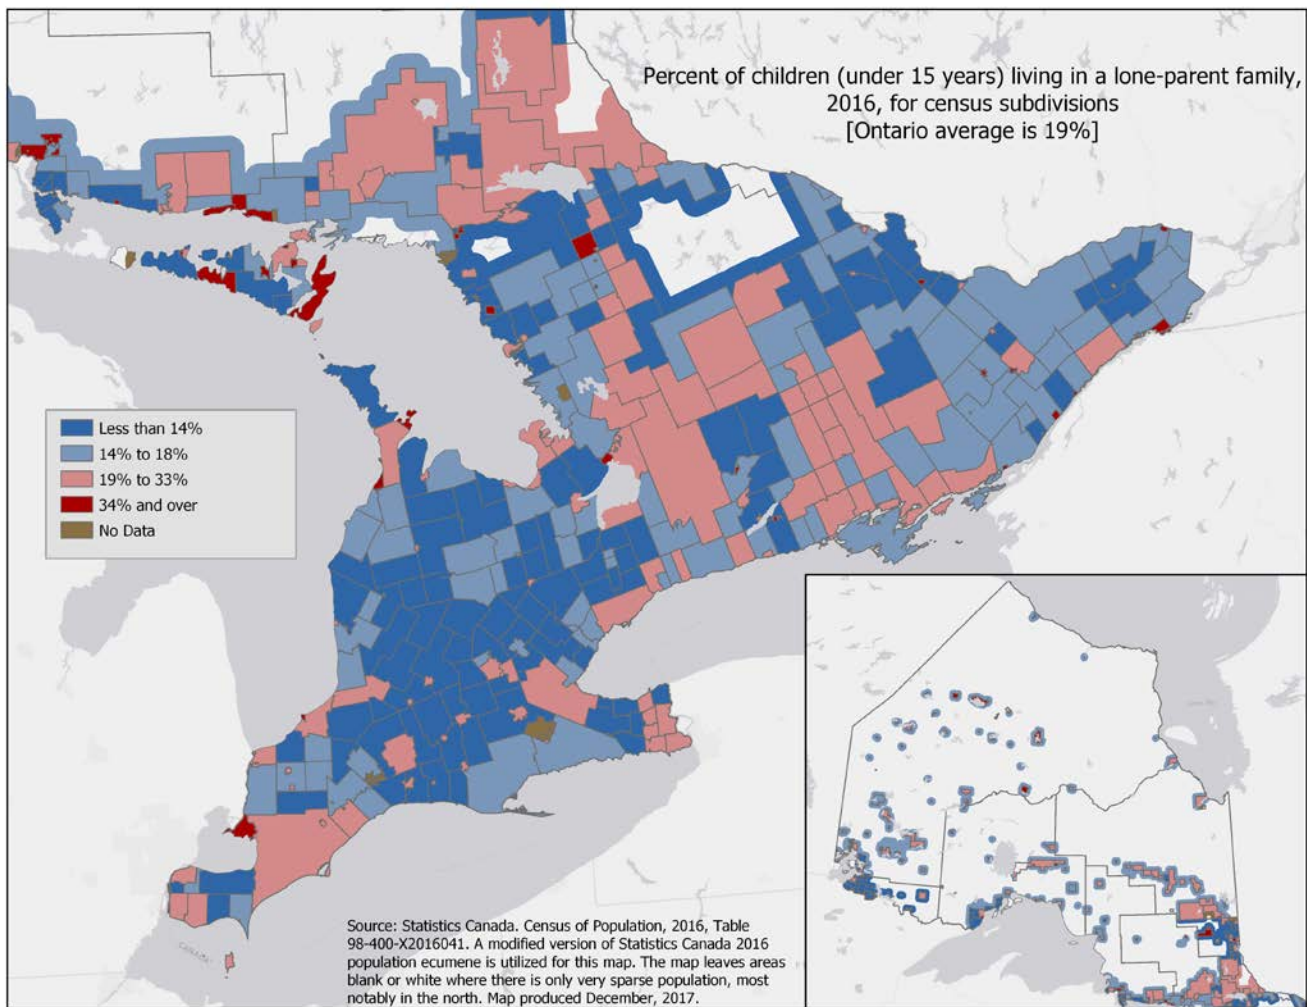 Percent of children (under 15 years) living in a lone-parent family,
2016, for census subdivisions
[Ontario average is 19%]
Less than 14%
14% to 18%
19% to 33%
34% and over
No Data
Source: Statistics Canada. Census of Population, 2016, Table
98-400-X2016041. A modified version of Statistics Canada 2016
population ecumene is utilized for this map. The map leaves areas
blank or white where there is only very sparse population, most
notably in the north. Map produced December, 2017.